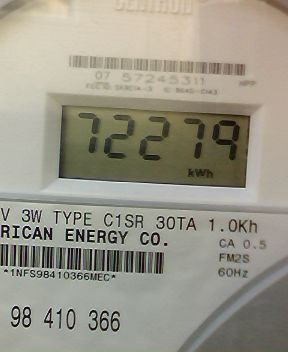 CENTRON
07 57245311
72279
kWh
V 3W TYPE C1SR 30TA 1.0Kh
RICAN ENERGY CO.
CA 0.5
FM2S
60Hz
*1NFS98410366MEC*
98 410 366